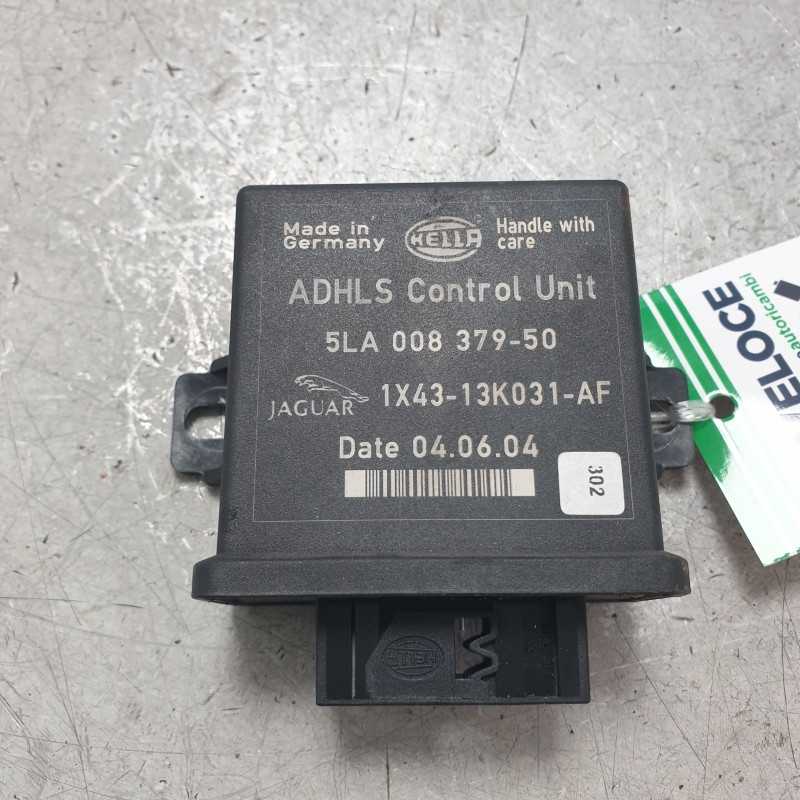 Made in
Germany
HELLA
Handle with
care
ADHLS Control Unit
5LA 008 379-50
JAGUAR
1X43-13K031-AF
Date 04.06.04
302
HELLA
ELOCE
autoricambi